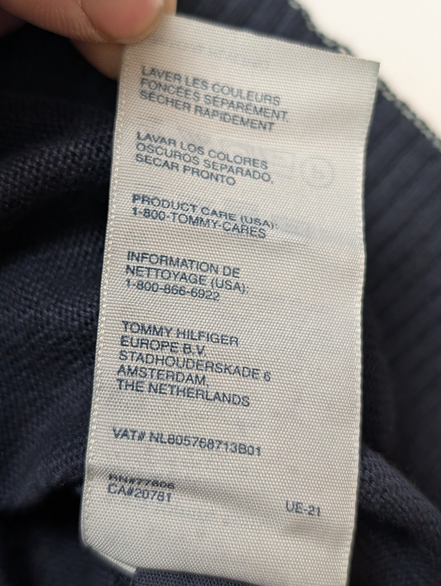 LAVER LES COULEURS
FONCÉES SÉPARÉMENT.
SÉCHER RAPIDEMENT
LAVAR LOS COLORES
OSCUROS SEPARADO,
SECAR PRONTO
PRODUCT CARE (USA):
1-800-TOMMY-CARES
INFORMATION DE
NETTOYAGE (USA):
1-800-866-6922
TOMMY HILFIGER
EUROPE B.V.
STADHOUDERSKADE 6
AMSTERDAM,
THE NETHERLANDS
VAT# NL805768713B01
RN#77806
CA#20781
UE-21